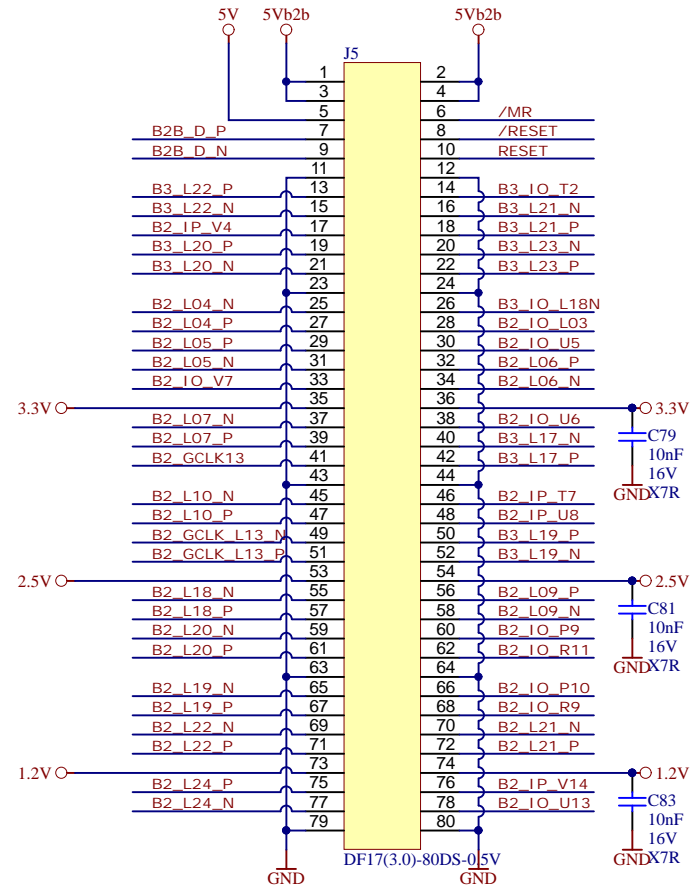 5V 5Vb2b 5Vb2b
J5
1 2
3 4
5 6 /MR
B2B_D_P 7 8 /RESET
B2B_D_N 9 10 RESET
11 12
B3_L22_P 13 14 B3_IO_T2
B3_L22_N 15 16 B3_L21_N
B2_IP_V4 17 18 B3_L21_P
B3_L20_P 19 20 B3_L23_N
B3_L20_N 21 22 B3_L23_P
23 24
B2_L04_N 25 26 B3_IO_L18N
B2_L04_P 27 28 B2_IO_L03
B2_L05_P 29 30 B2_IO_U5
B2_L05_N 31 32 B2_L06_P
B2_IO_V7 33 34 B2_L06_N
3.3V 35 36 3.3V
B2_L07_N 37 38 B2_IO_U6 C79
B2_L07_P 39 40 B3_L17_N 10nF
B2_GCLK13 41 42 B3_L17_P 16V
43 44 GND X7R
B2_L10_N 45 46 B2_IP_T7
B2_L10_P 47 48 B2_IP_U8
B2_GCLK_L13_N 49 50 B3_L19_P
B2_GCLK_L13_P 51 52 B3_L19_N
2.5V 53 54 2.5V
B2_L18_N 55 56 B2_L09_P C81
B2_L18_P 57 58 B2_L09_N 10nF
B2_L20_N 59 60 B2_IO_P9 16V
B2_L20_P 61 62 B2_IO_R11 GND X7R
63 64
B2_L19_N 65 66 B2_IO_P10
B2_L19_P 67 68 B2_IO_R9
B2_L22_N 69 70 B2_L21_N
B2_L22_P 71 72 B2_L21_P
1.2V 73 74 1.2V
B2_L24_P 75 76 B2_IP_V14 C83
B2_L24_N 77 78 B2_IO_U13 10nF
79 80 16V
DF17(3.0)-80DS-0.5V GND X7R
GND GND